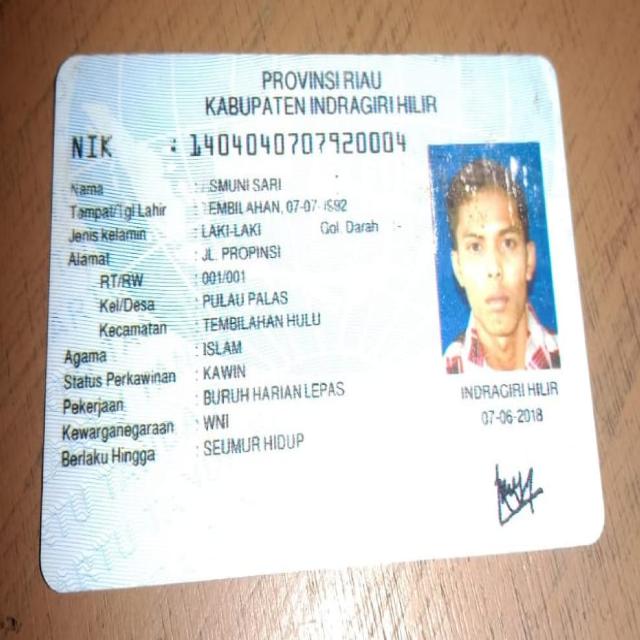 PROVINSI RIAU
KABUPATEN INDRAGIRI HILIR
NIK : 1404040707920004
Nama : SMUNI SARI
Tempat/Tgl Lahir : EMBILAHAN, 07-07-1992
Jenis kelamin : LAKI-LAKI Gol. Darah :-
Alamat : JL. PROPINSI
RT/RW : 001/001
Kel/Desa : PULAU PALAS
Kecamatan : TEMBILAHAN HULU
Agama : ISLAM
Status Perkawinan : KAWIN
Pekerjaan : BURUH HARIAN LEPAS
Kewarganegaraan : WNI
Berlaku Hingga : SEUMUR HIDUP
INDRAGIRI HILIR
07-06-2018